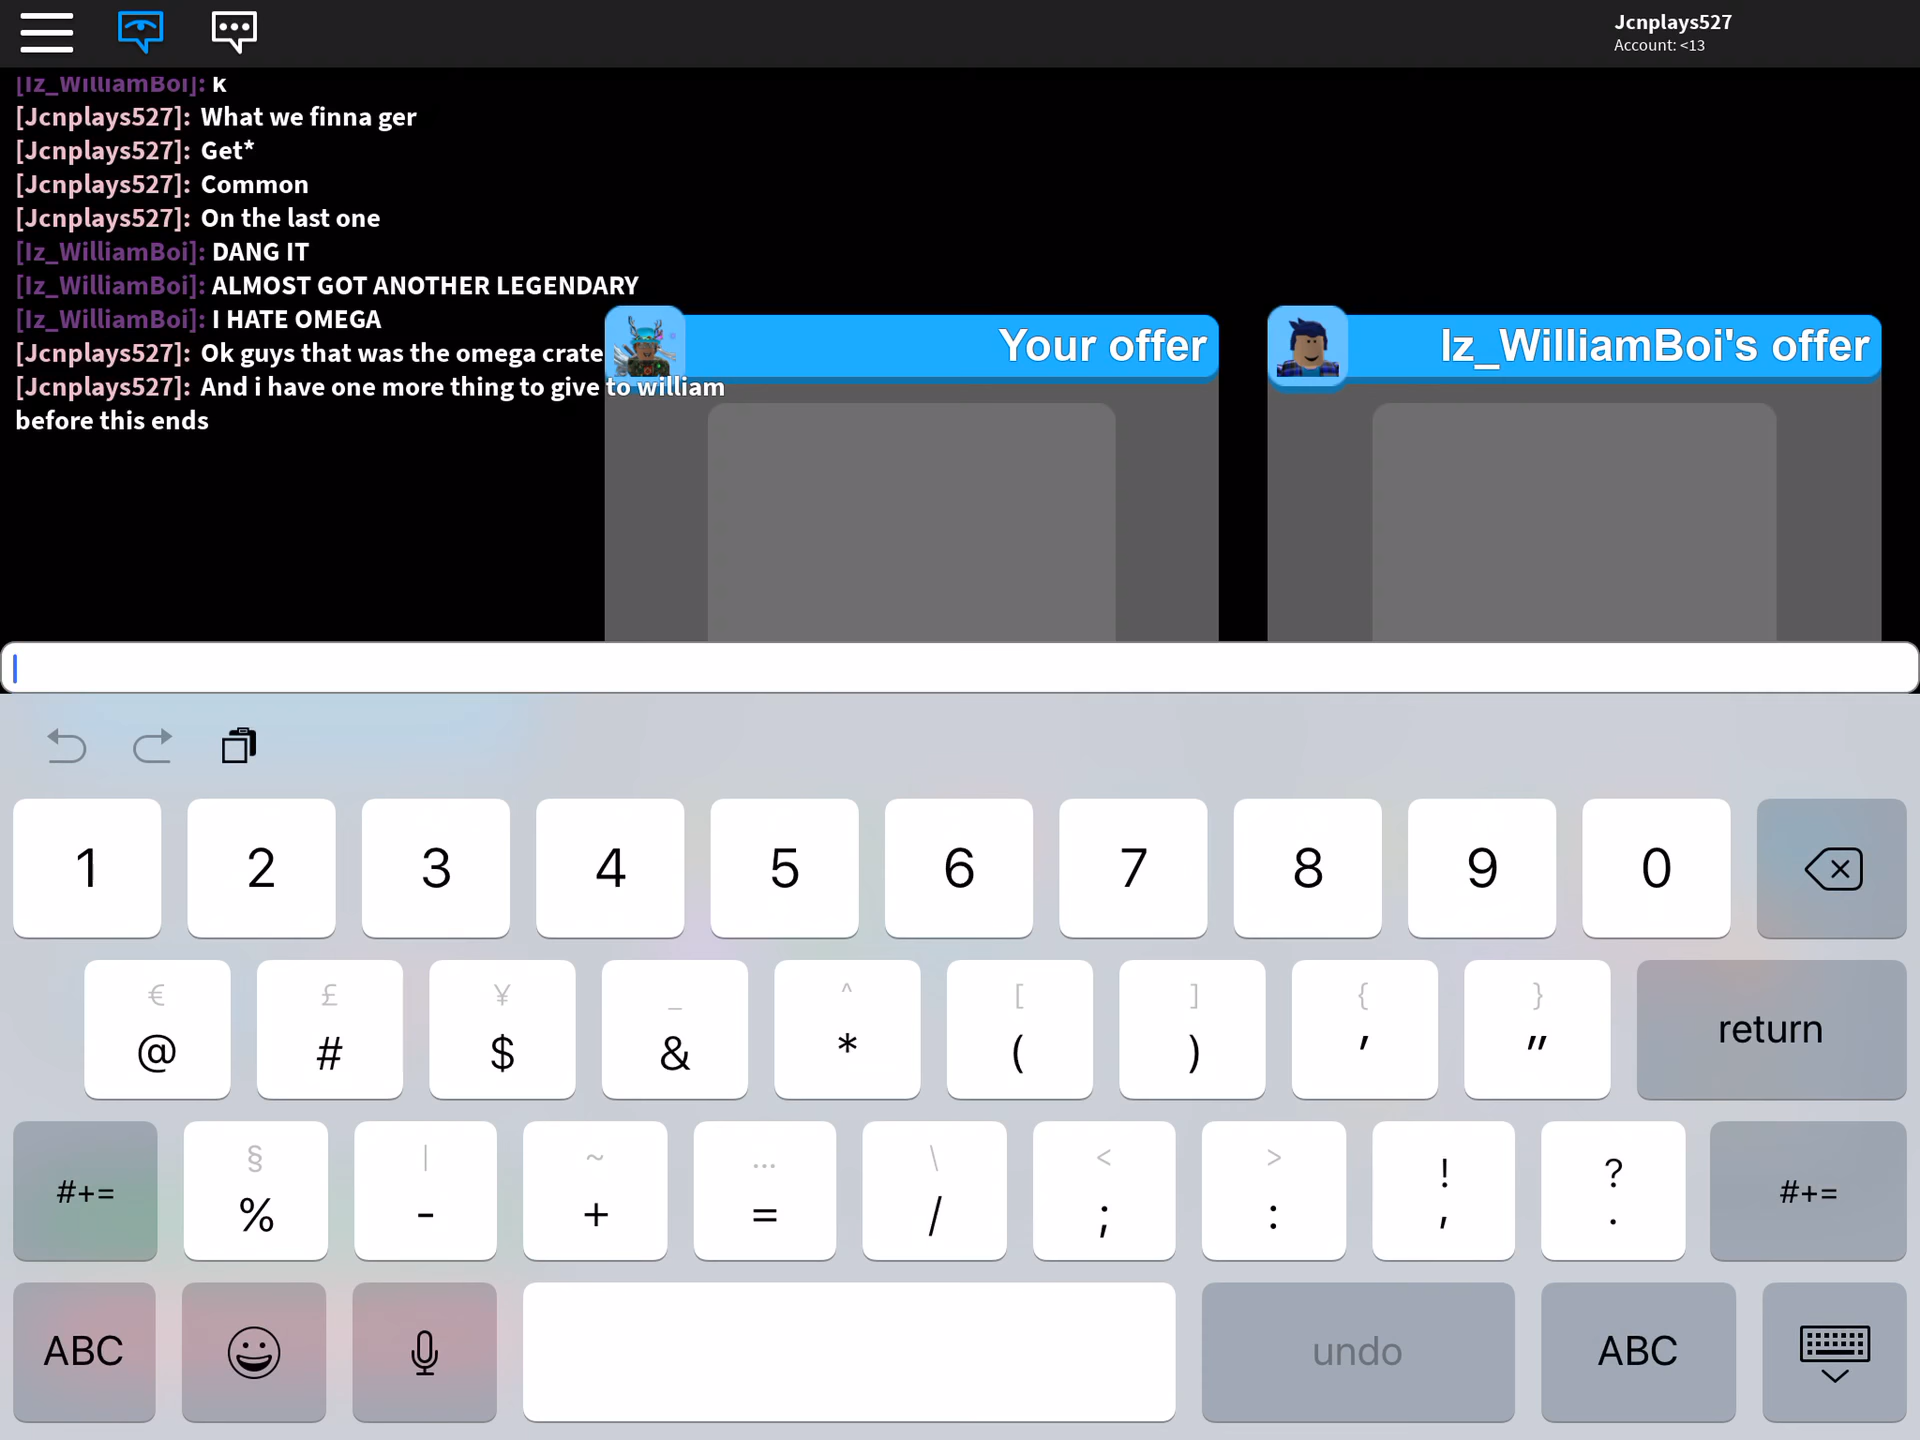 Jcnplays527
Account: <13
[Iz_WilliamBoi]: k
[Jcnplays527]: What we finna ger
[Jcnplays527]: Get*
[Jcnplays527]: Common
[Jcnplays527]: On the last one
[Iz_WilliamBoi]: DANG IT
[Iz_WilliamBoi]: ALMOST GOT ANOTHER LEGENDARY
[Iz_WilliamBoi]: I HATE OMEGA
[Jcnplays527]: Ok guys that was the omega crate
[Jcnplays527]: And i have one more thing to give to william
before this ends
Your offer
Iz_WilliamBoi's offer
1 2 3 4 5 6 7 8 9 0
€ £ ¥ _ ^ [ ] { }
@ # $ & * ( ) ' " return
§ | ~ … \ < > ! ?
#+= % - + = / ; : , . #+=
ABC undo ABC